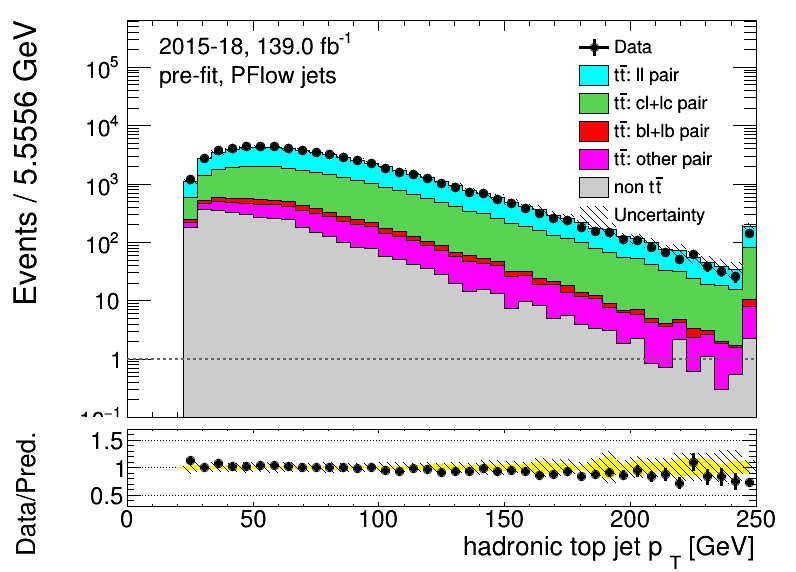 Events / 5.5556 GeV
10⁵
10⁴
10³
10²
10
1
10⁻¹
2015-18, 139.0 fb⁻¹
pre-fit, PFlow jets
Data
tt̄: ll pair
tt̄: cl+lc pair
tt̄: bl+lb pair
tt̄: other pair
non tt̄
Uncertainty
Data/Pred.
1.5
1
0.5
0 50 100 150 200 250
hadronic top jet p_T [GeV]